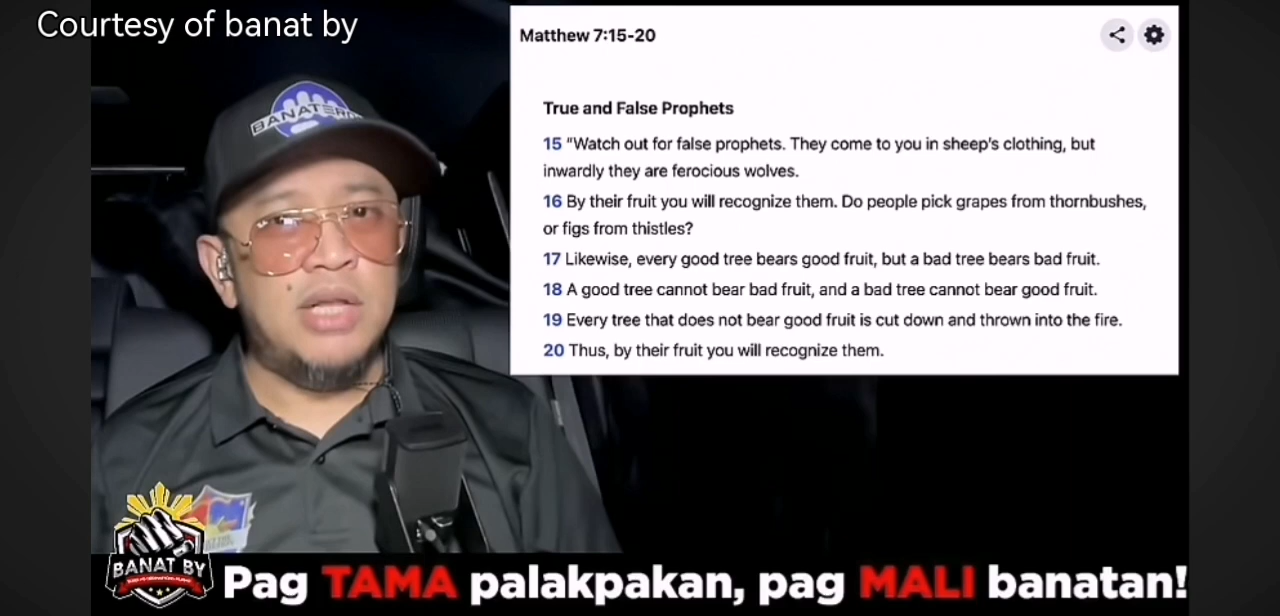 Courtesy of banat by
Matthew 7:15-20
True and False Prophets
15 "Watch out for false prophets. They come to you in sheep's clothing, but
inwardly they are ferocious wolves.
16 By their fruit you will recognize them. Do people pick grapes from thornbushes,
or figs from thistles?
17 Likewise, every good tree bears good fruit, but a bad tree bears bad fruit.
18 A good tree cannot bear bad fruit, and a bad tree cannot bear good fruit.
19 Every tree that does not bear good fruit is cut down and thrown into the fire.
20 Thus, by their fruit you will recognize them.
BANATERO
BANAT BY
Pag TAMA palakpakan, pag MALI banatan!